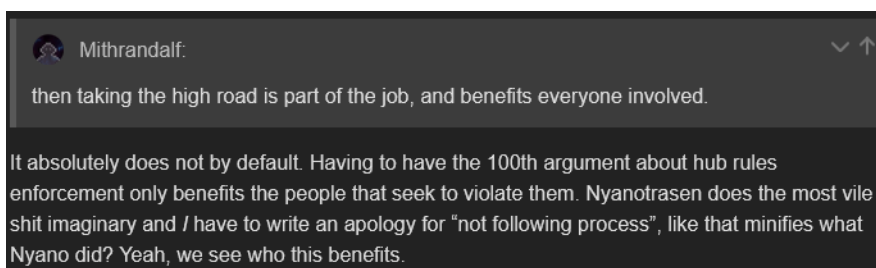 Mithrandalf:
then taking the high road is part of the job, and benefits everyone involved.
It absolutely does not by default. Having to have the 100th argument about hub rules
enforcement only benefits the people that seek to violate them. Nyanotrasen does the most vile
shit imaginary and I have to write an apology for “not following process”, like that minifies what
Nyano did? Yeah, we see who this benefits.